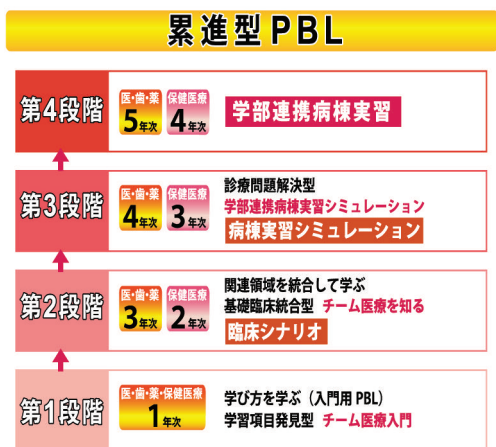 累進型PBL
第4段階
医・歯・薬 5年次
保健医療 4年次
学部連携病棟実習
第3段階
医・歯・薬 4年次
保健医療 3年次
診療問題解決型
学部連携病棟実習シミュレーション
病棟実習シミュレーション
第2段階
医・歯・薬 3年次
保健医療 2年次
関連領域を統合して学ぶ
基礎臨床統合型 チーム医療を知る
臨床シナリオ
第1段階
医・歯・薬・保健医療
1年次
学び方を学ぶ(入門用PBL)
学習項目発見型 チーム医療入門